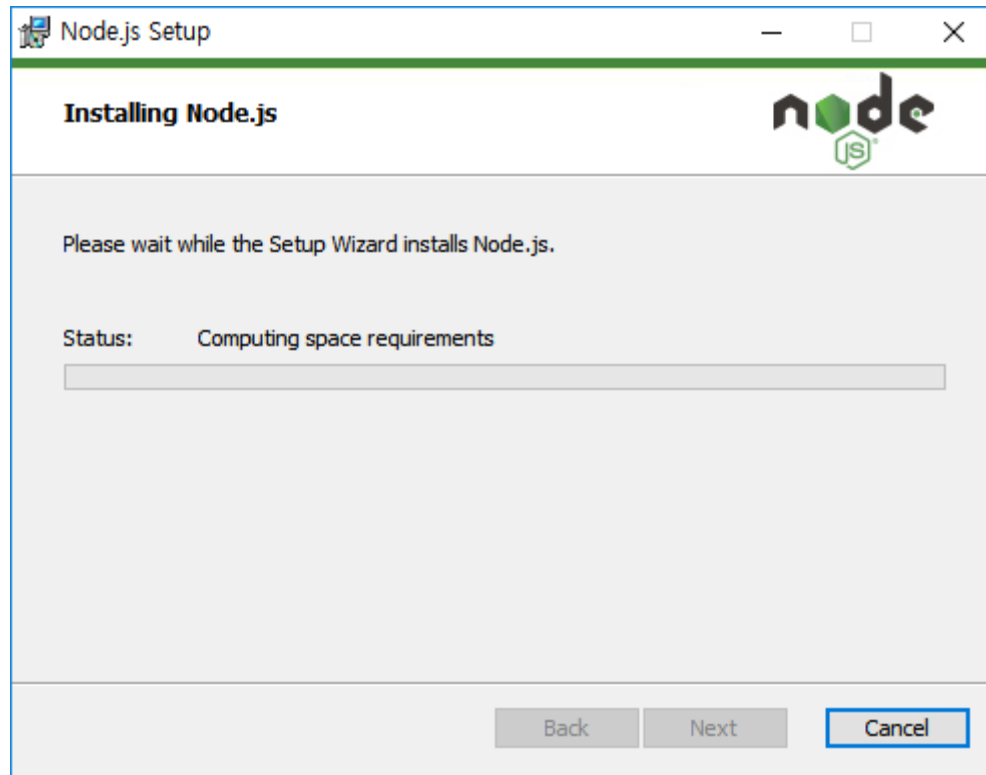 Node.js Setup
Installing Node.js
node
JS
Please wait while the Setup Wizard installs Node.js.
Status: Computing space requirements
Back Next Cancel